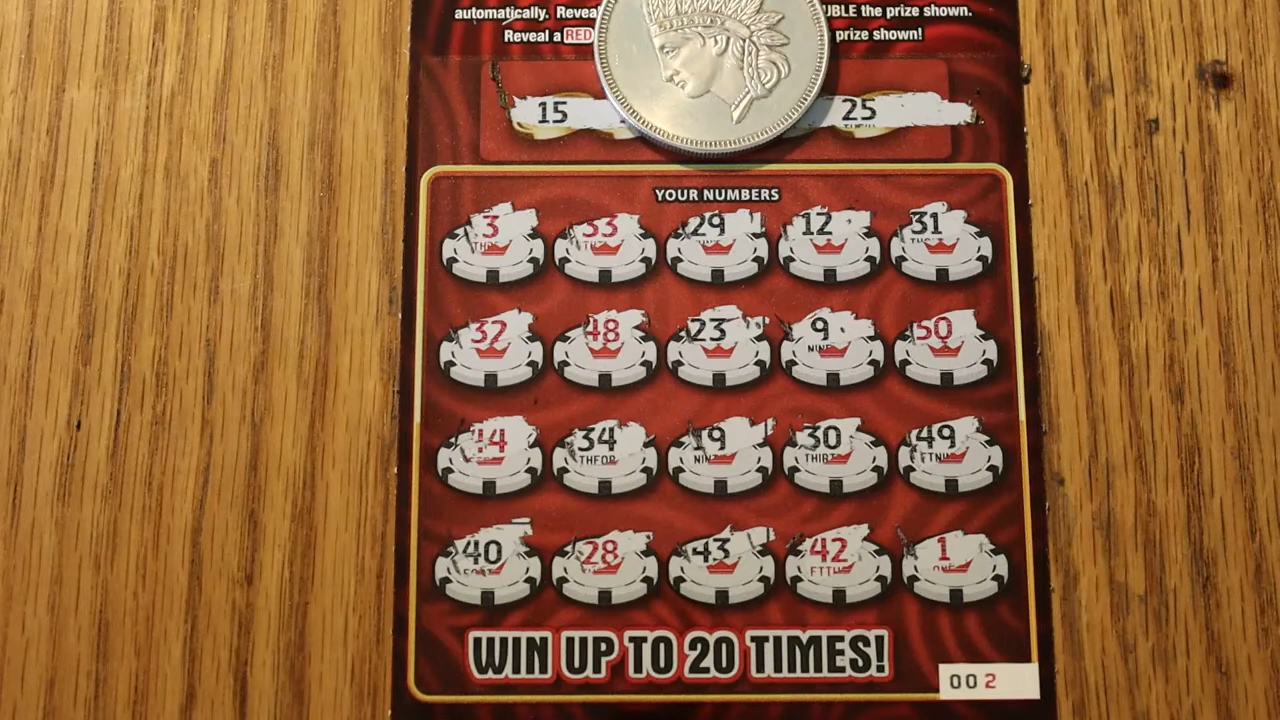 automatically. Reveal
UBLE the prize shown.
Reveal a RED
prize shown!
LIBERTY
15
25
YOUR NUMBERS
3 33 29 12 31
32 48 23 9 50
NINE
34 19 30 49
40 28 43 42 1
WIN UP TO 20 TIMES!
002